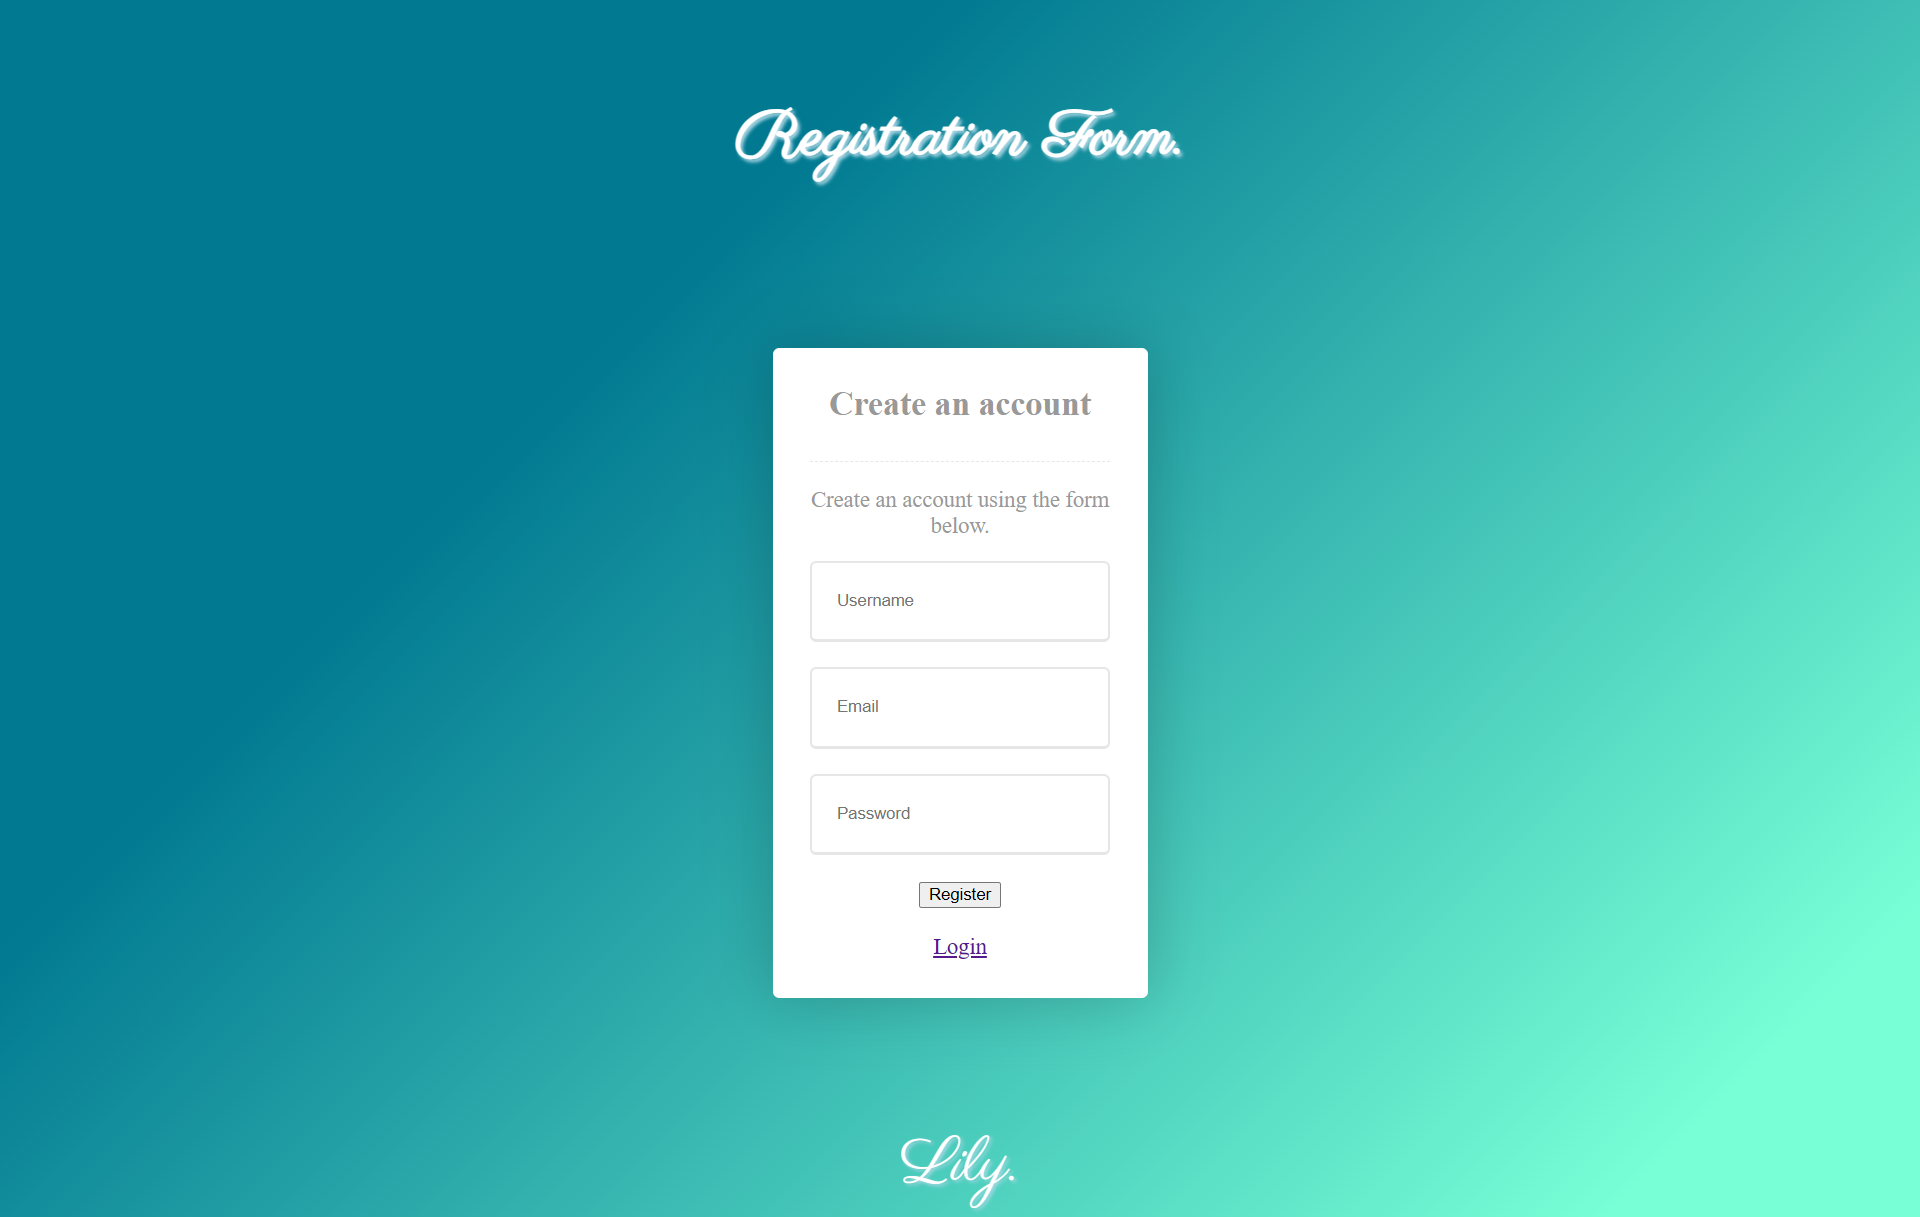 Registration Form.
Create an account
Create an account using the form
below.
Username
Email
Password
Register
Login
Lily.